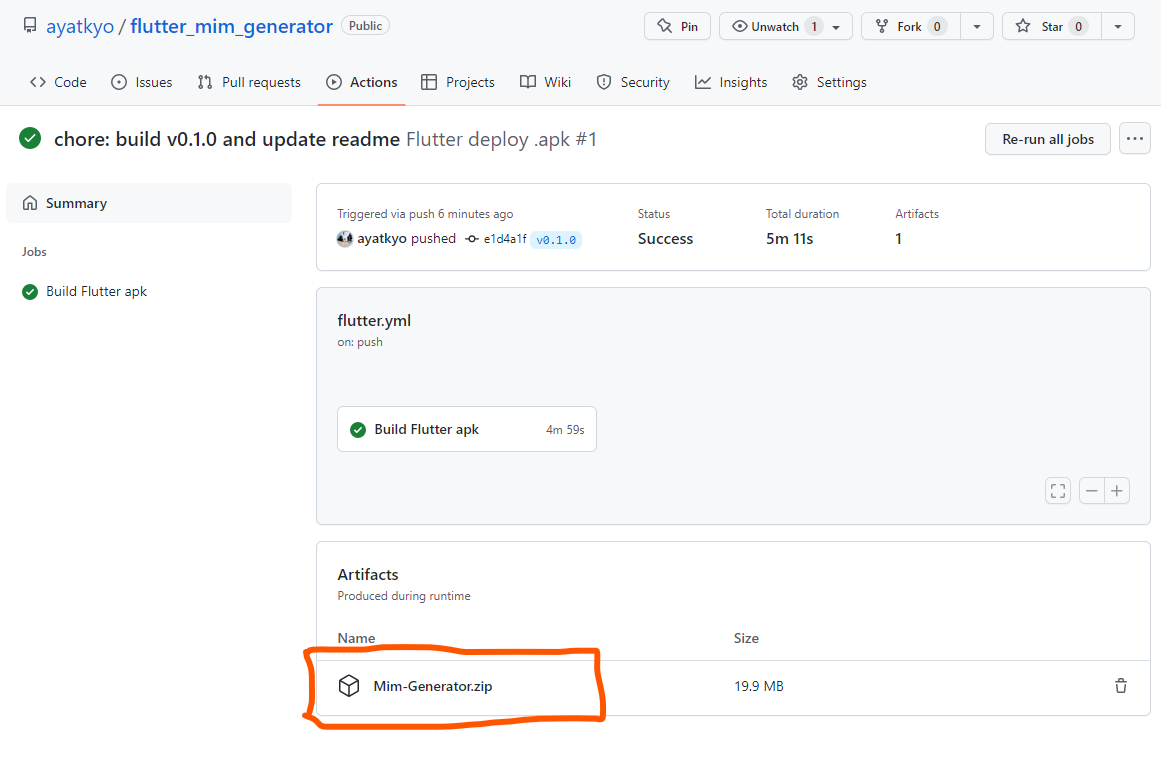 ayatkyo / flutter_mim_generator Public
Pin
Unwatch 1
Fork 0
Star 0
Code
Issues
Pull requests
Actions
Projects
Wiki
Security
Insights
Settings
chore: build v0.1.0 and update readme Flutter deploy .apk #1
Re-run all jobs
Summary
Jobs
Build Flutter apk
Triggered via push 6 minutes ago
ayatkyo pushed e1d4a1f v0.1.0
Status
Success
Total duration
5m 11s
Artifacts
1
flutter.yml
on: push
Build Flutter apk 4m 59s
Artifacts
Produced during runtime
Name Size
Mim-Generator.zip 19.9 MB